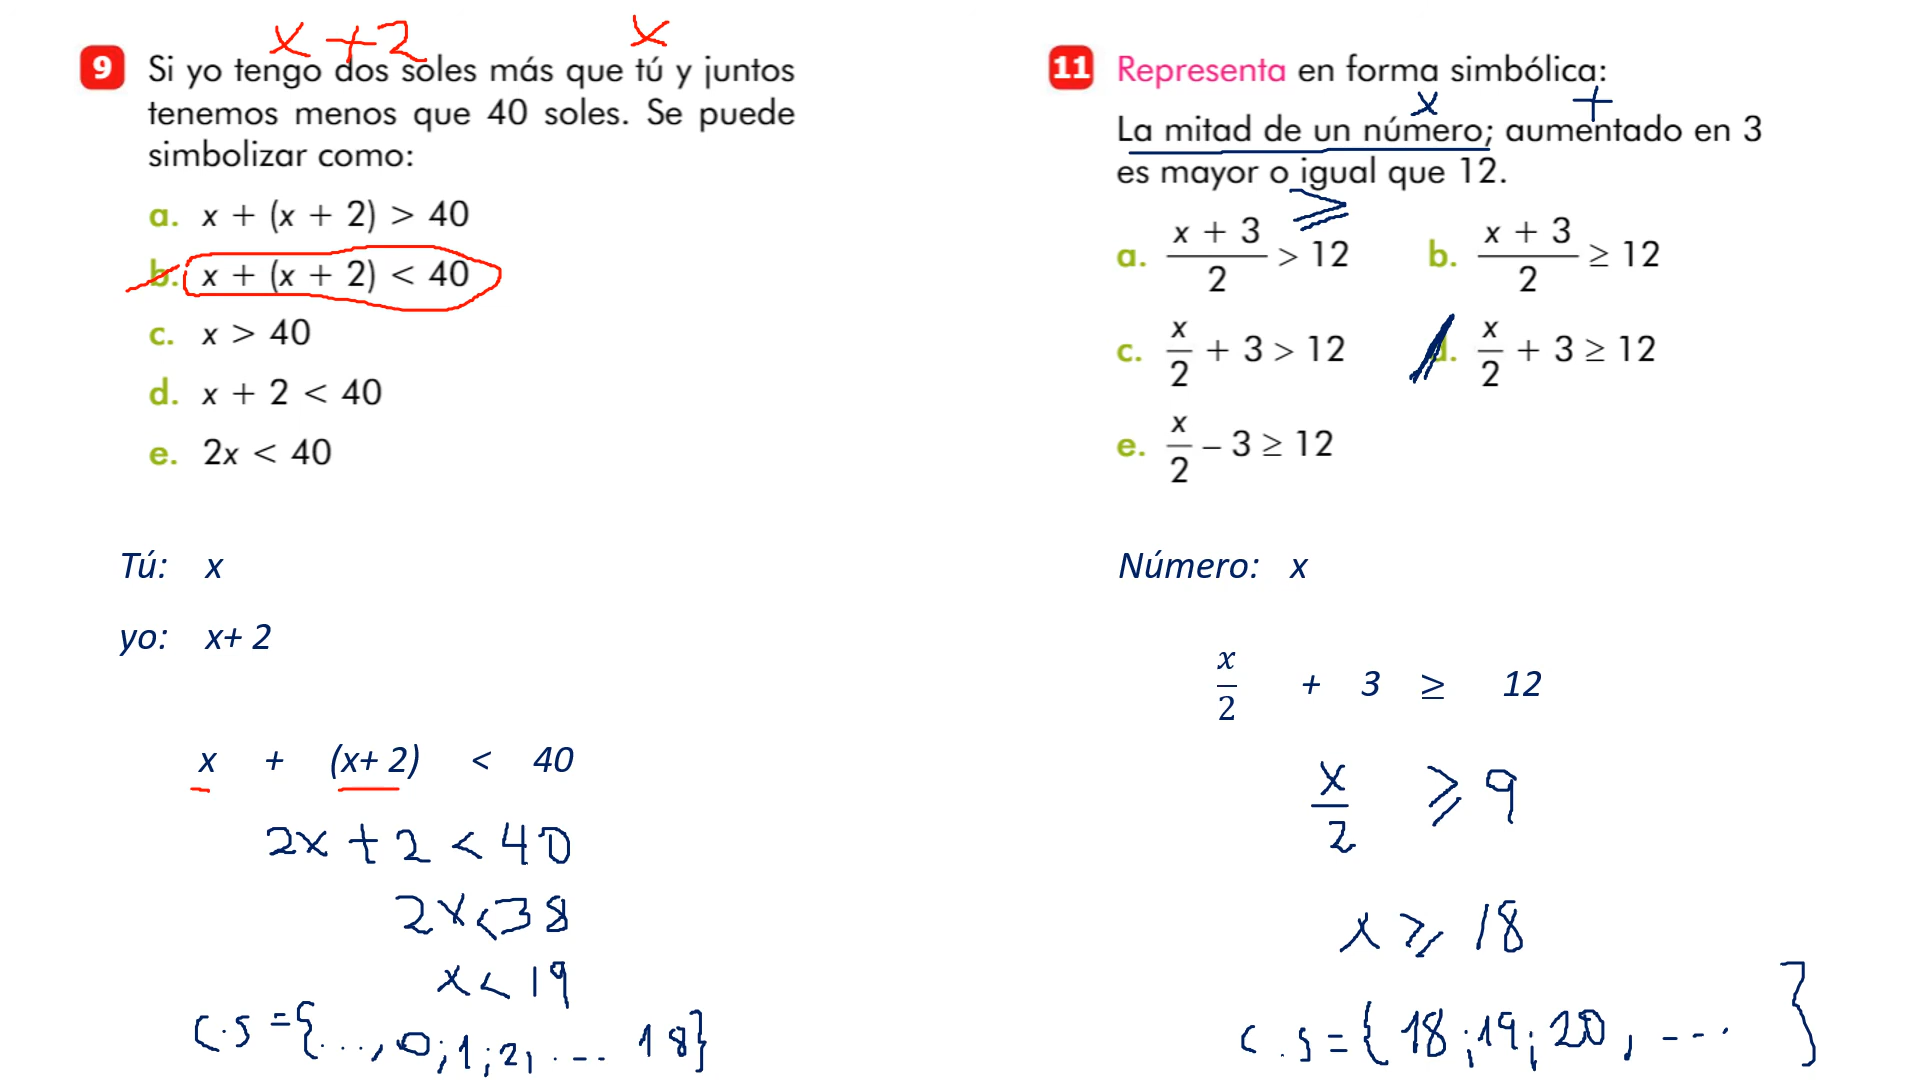 x + 2 x
9 Si yo tengo dos soles más que tú y juntos
tenemos menos que 40 soles. Se puede
simbolizar como:
a. x + (x + 2) > 40
b. x + (x + 2) < 40
c. x > 40
d. x + 2 < 40
e. 2x < 40
Tú: x
yo: x+ 2
x + (x+ 2) < 40
2x + 2 < 40
2x < 38
x < 19
C.S = {..., 0; 1; 2, ... 18}
11 Representa en forma simbólica:
x +
La mitad de un número; aumentado en 3
es mayor o igual que 12.
≥
a. (x + 3)/2 > 12 b. (x + 3)/2 ≥ 12
c. x/2 + 3 > 12 d. x/2 + 3 ≥ 12
e. x/2 – 3 ≥ 12
Número: x
x/2 + 3 ≥ 12
x/2 ≥ 9
x ≥ 18
C.S = {18; 19; 20, ... }